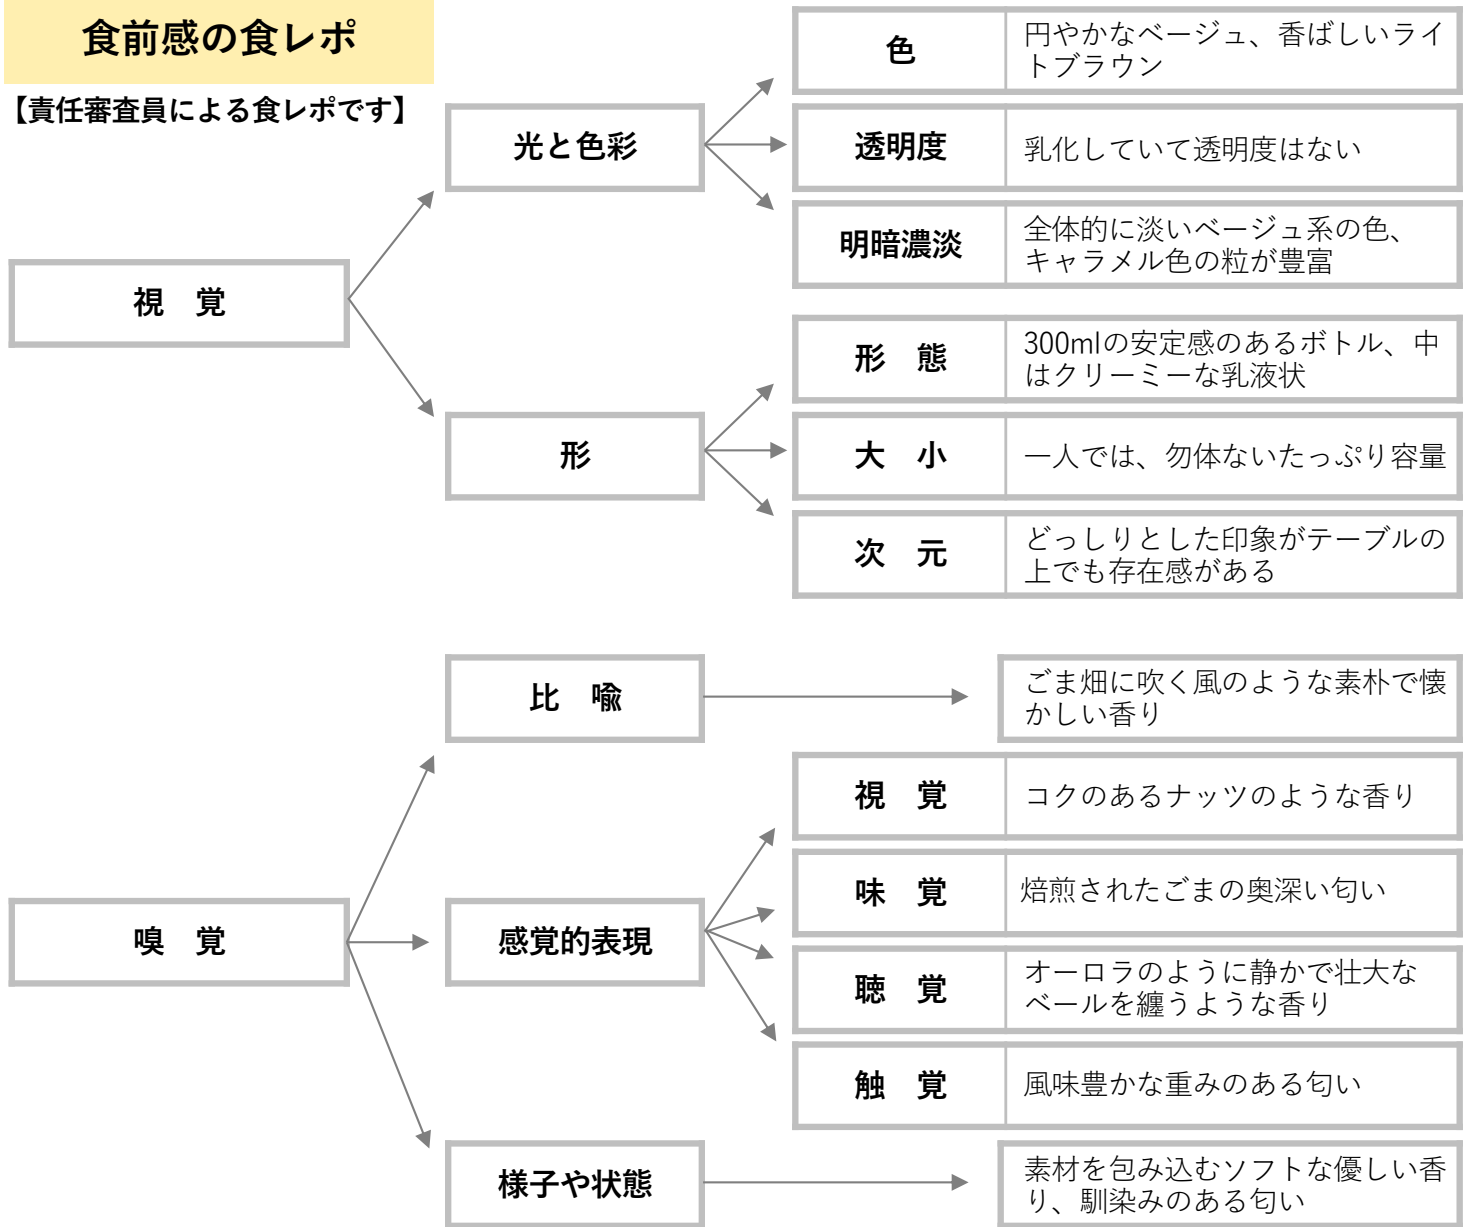 食前感の食レポ
【責任審査員による食レポです】
視　覚
光と色彩
色
円やかなベージュ、香ばしいライ
トブラウン
透明度
乳化していて透明度はない
明暗濃淡
全体的に淡いベージュ系の色、
キャラメル色の粒が豊富
形
形　態
300mlの安定感のあるボトル、中
はクリーミーな乳液状
大　小
一人では、勿体ないたっぷり容量
次　元
どっしりとした印象がテーブルの
上でも存在感がある
嗅　覚
比　喩
ごま畑に吹く風のような素朴で懐
かしい香り
感覚的表現
視　覚
コクのあるナッツのような香り
味　覚
焙煎されたごまの奥深い匂い
聴　覚
オーロラのように静かで壮大な
ベールを纏うような香り
触　覚
風味豊かな重みのある匂い
様子や状態
素材を包み込むソフトな優しい香
り、馴染みのある匂い